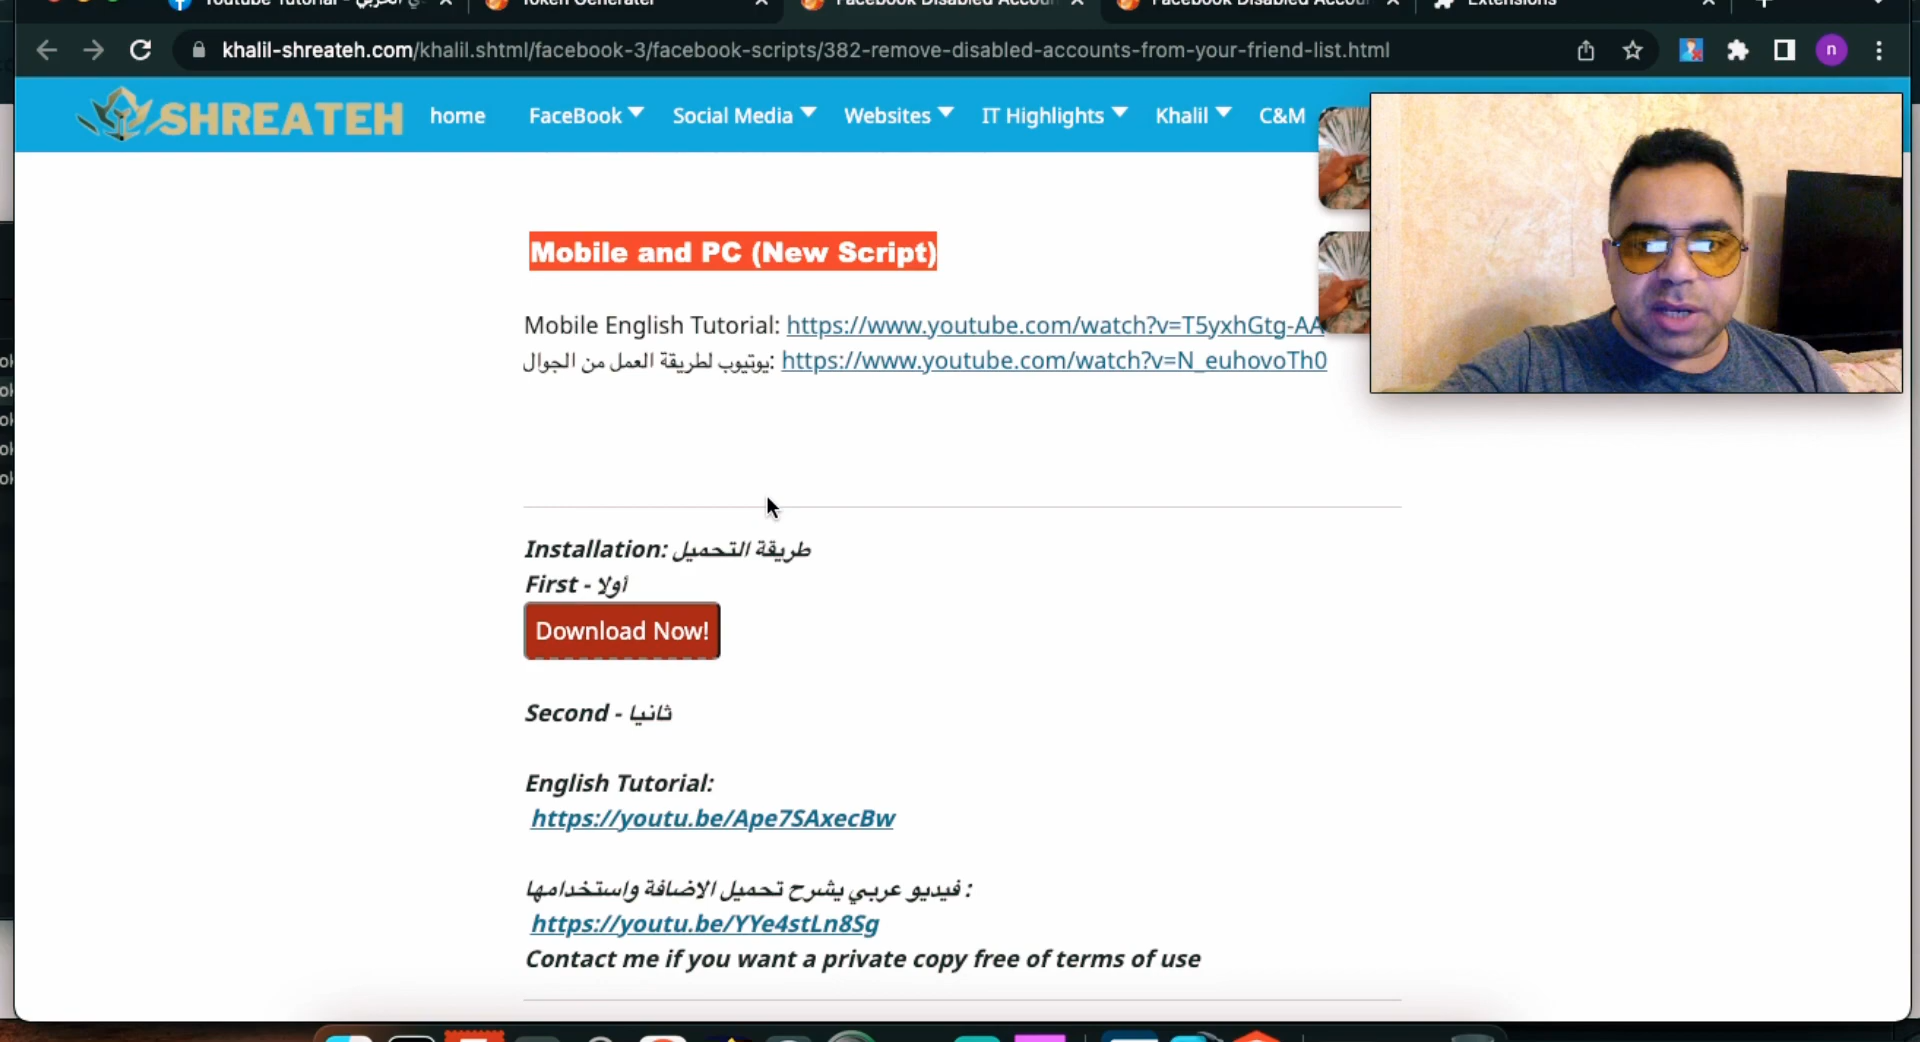 Token Generater
Extensions
khalil-shreateh.com/khalil.shtml/facebook-3/facebook-scripts/382-remove-disabled-accounts-from-your-friend-list.html
n
SHREATEH home FaceBook Social Media Websites IT Highlights Khalil C&M
Mobile and PC (New Script)
Mobile English Tutorial: https://www.youtube.com/watch?v=T5yxhGtg-AA
يوتيوب لطريقة العمل من الجوال: https://www.youtube.com/watch?v=N_euhovoTh0
Installation: طريقة التحميل
First - أولا
Download Now!
Second - ثانيا
English Tutorial:
https://youtu.be/Ape7SAxecBw
فيديو عربي يشرح تحميل الاضافة واستخدامها :
https://youtu.be/YYe4stLn8Sg
Contact me if you want a private copy free of terms of use